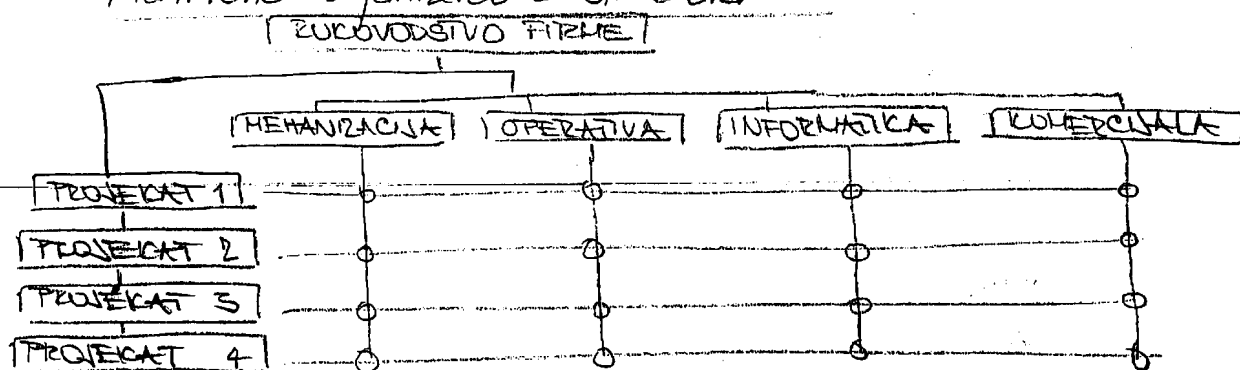 RUKOVODSTVO FIRME
MEHANIZACIJA OPERATIVA INFORMATIKA KOMERCIJALA
PROJEKAT 1
PROJEKAT 2
PROJEKAT 3
PROJEKAT 4